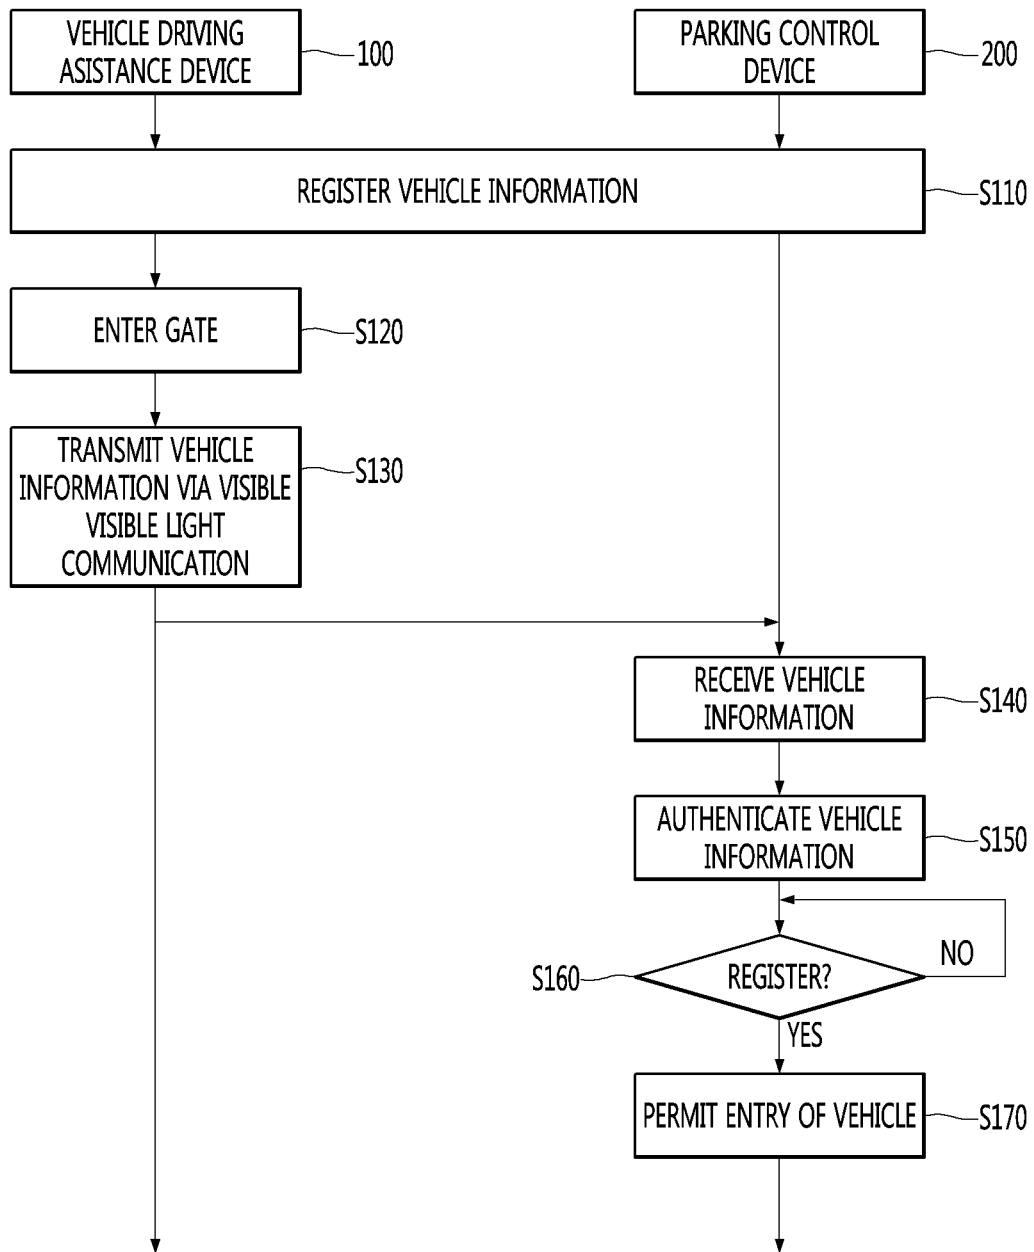 VEHICLE DRIVING
ASISTANCE DEVICE
100
PARKING CONTROL
DEVICE
200
REGISTER VEHICLE INFORMATION
S110
ENTER GATE
S120
TRANSMIT VEHICLE
INFORMATION VIA VISIBLE
VISIBLE LIGHT
COMMUNICATION
S130
RECEIVE VEHICLE
INFORMATION
S140
AUTHENTICATE VEHICLE
INFORMATION
S150
S160
REGISTER?
NO
YES
PERMIT ENTRY OF VEHICLE
S170